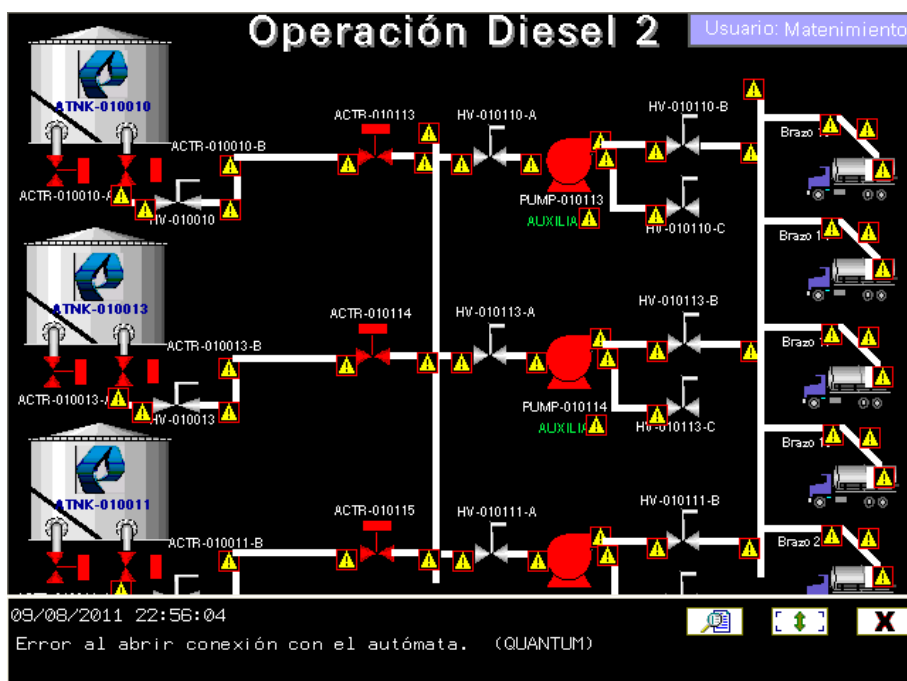 Operación Diesel 2
Usuario: Matenimiento
ATNK-010010
ACTR-010113
HV-010110-A
HV-010110-B
Brazo
ACTR-010010-B
ACTR-010010-A
HV-010010
PUMP-010113
AUXILIA
HV-010110-C
ATNK-010013
ACTR-010114
HV-010113-A
HV-010113-B
Brazo
ACTR-010013-B
ACTR-010013-A
HV-010013
PUMP-010114
AUXILIA
HV-010113-C
Brazo
Brazo
ATNK-010011
ACTR-010115
HV-010111-A
HV-010111-B
Brazo 2
ACTR-010011-B
09/08/2011 22:56:04
Error al abrir conexión con el autómata. (QUANTUM)
X